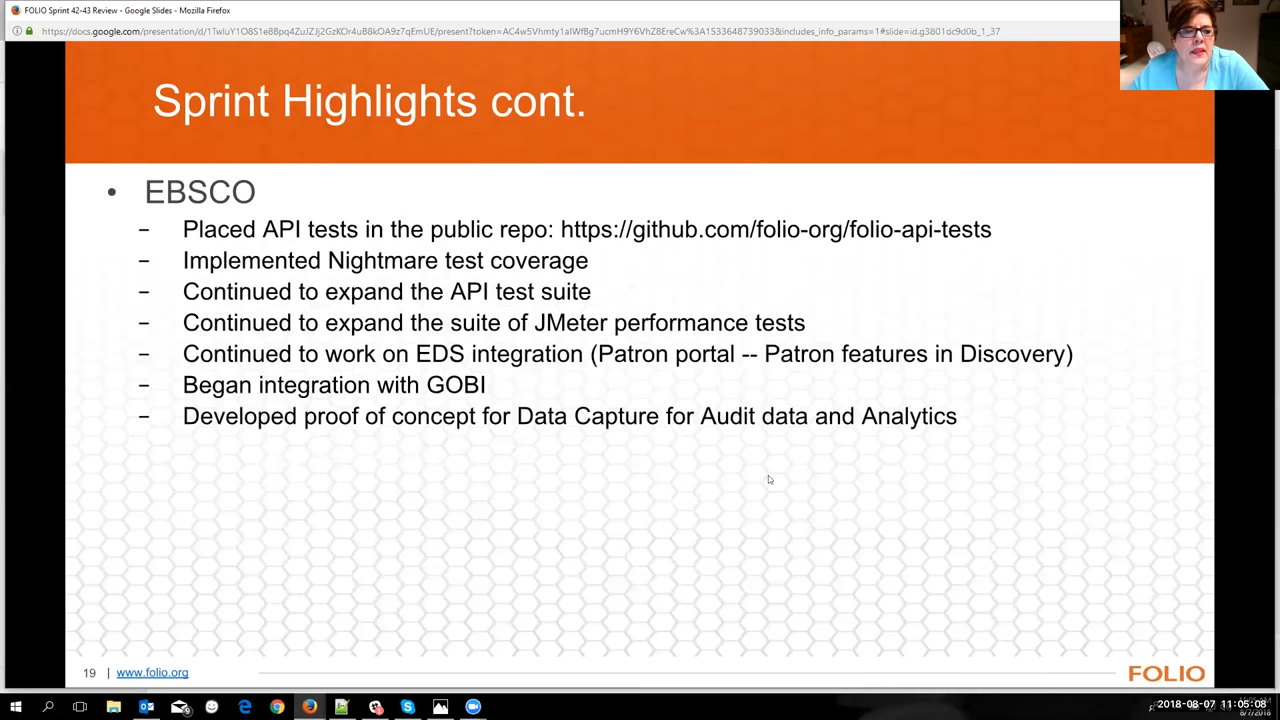 FOLIO Sprint 42-43 Review - Google Slides - Mozilla Firefox
Sprint Highlights cont.
• EBSCO
– Placed API tests in the public repo: https://github.com/folio-org/folio-api-tests
– Implemented Nightmare test coverage
– Continued to expand the API test suite
– Continued to expand the suite of JMeter performance tests
– Continued to work on EDS integration (Patron portal -- Patron features in Discovery)
– Began integration with GOBI
– Developed proof of concept for Data Capture for Audit data and Analytics
19 | www.folio.org
FOLIO
2018-08-07 11:05:08